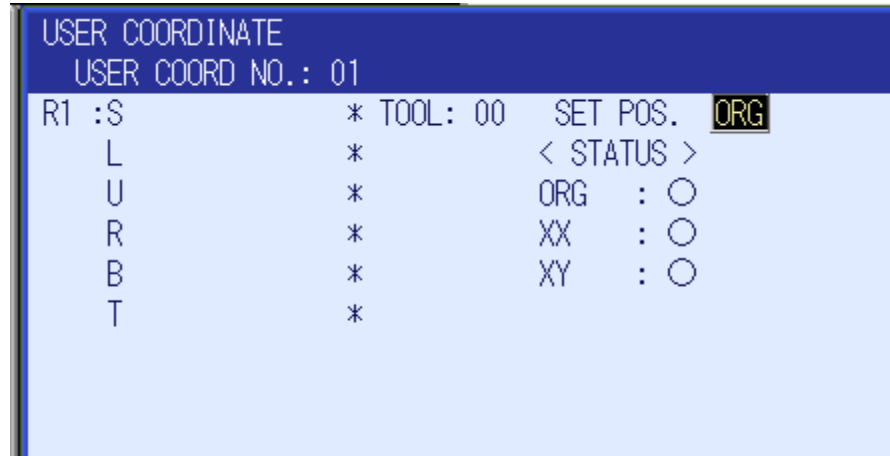 USER COORDINATE
USER COORD NO.: 01
R1 :S * TOOL: 00 SET POS. ORG
L * < STATUS >
U * ORG : ○
R * XX : ○
B * XY : ○
T *